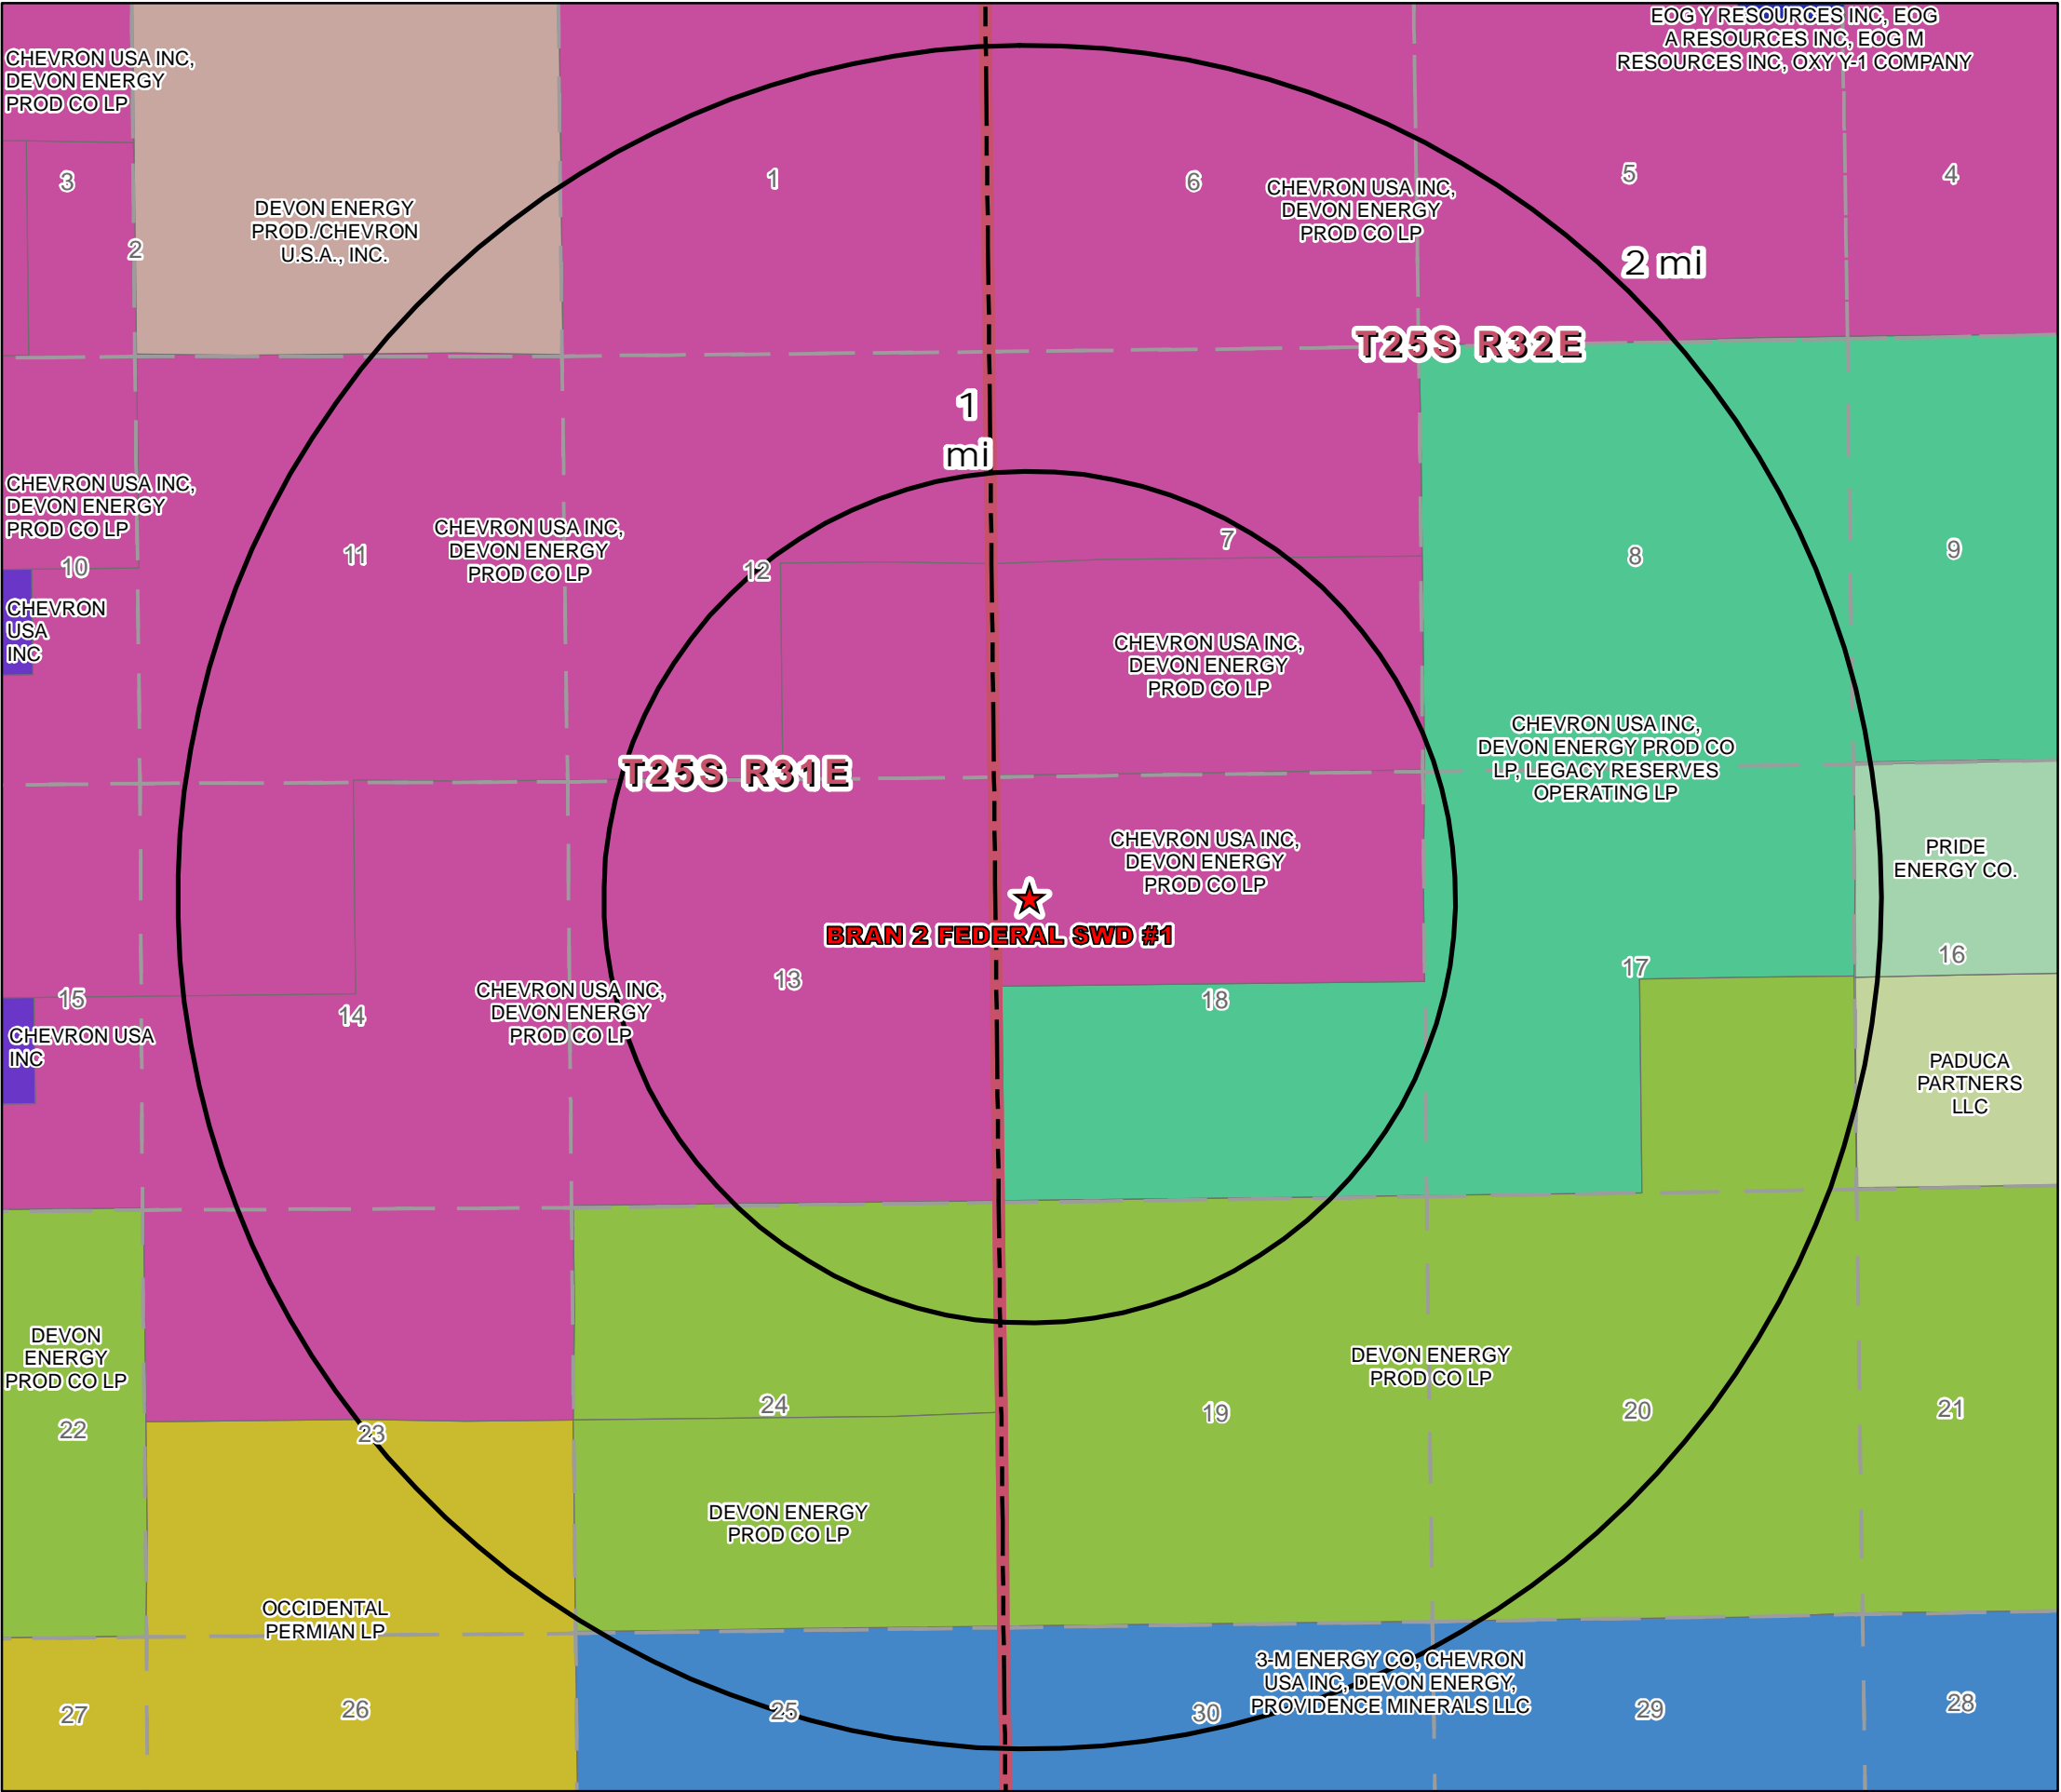 EOG Y RESOURCES INC, EOG
A RESOURCES INC, EOG M
RESOURCES INC, OXY Y-1 COMPANY
CHEVRON USA INC,
DEVON ENERGY
PROD CO LP
3
2
DEVON ENERGY
PROD./CHEVRON
U.S.A., INC.
1
6
CHEVRON USA INC,
DEVON ENERGY
PROD CO LP
5
4
2 mi
T25S R32E
1
mi
CHEVRON USA INC,
DEVON ENERGY
PROD CO LP
10
11
CHEVRON USA INC,
DEVON ENERGY
PROD CO LP
12
7
8
9
CHEVRON
USA
INC
CHEVRON USA INC,
DEVON ENERGY
PROD CO LP
T25S R31E
CHEVRON USA INC,
DEVON ENERGY PROD CO
LP, LEGACY RESERVES
OPERATING LP
CHEVRON USA INC,
DEVON ENERGY
PROD CO LP
PRIDE
ENERGY CO.
BRAN 2 FEDERAL SWD #1
15
14
CHEVRON USA INC,
DEVON ENERGY
PROD CO LP
13
18
17
16
CHEVRON USA
INC
PADUCA
PARTNERS
LLC
DEVON
ENERGY
PROD CO LP
22
23
24
19
DEVON ENERGY
PROD CO LP
20
21
DEVON ENERGY
PROD CO LP
OCCIDENTAL
PERMIAN LP
3-M ENERGY CO, CHEVRON
USA INC, DEVON ENERGY,
PROVIDENCE MINERALS LLC
27
26
25
30
29
28